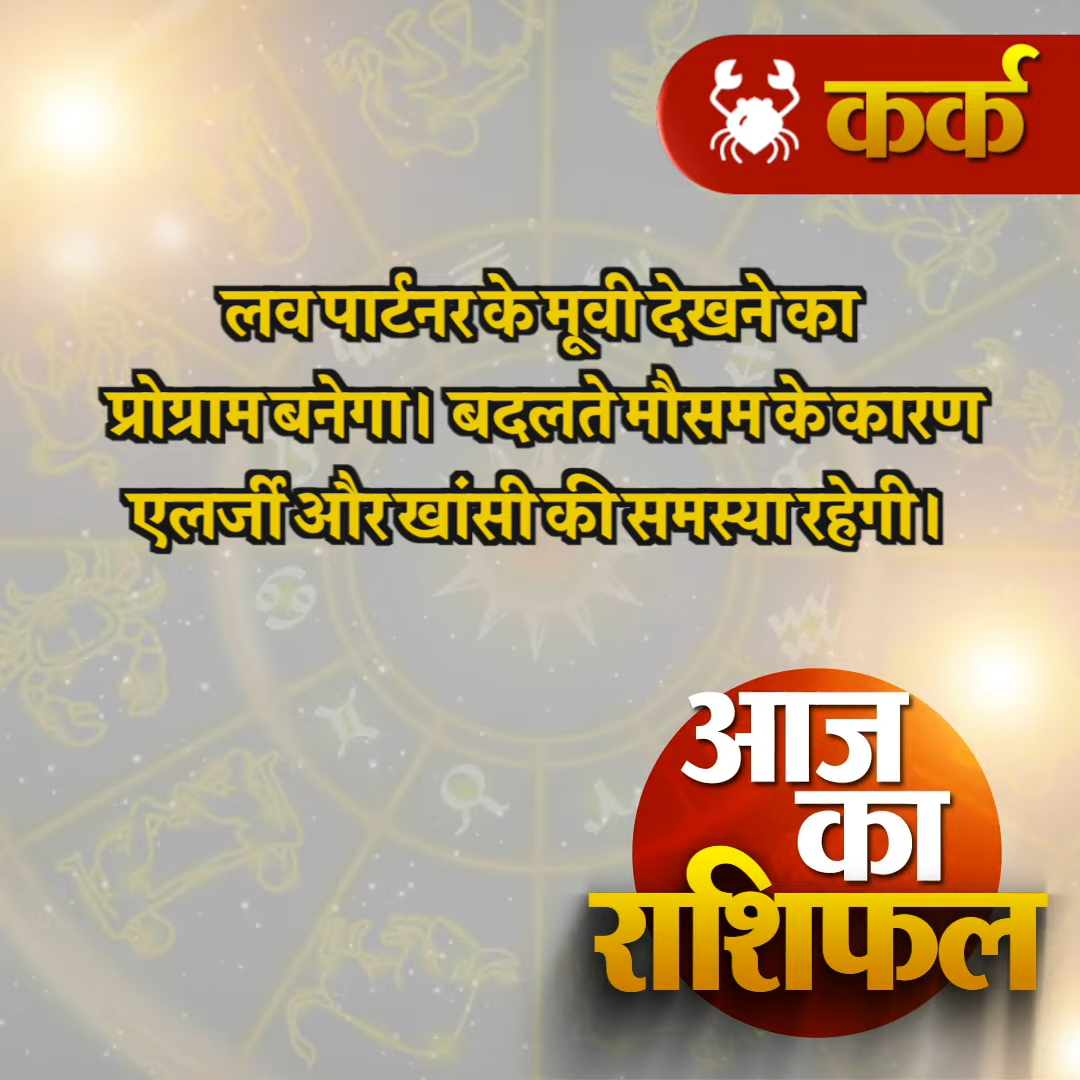 कर्क
लव पार्टनर के मूवी देखने का
प्रोग्राम बनेगा। बदलते मौसम के कारण
एलर्जी और खांसी की समस्या रहेगी।
आज
का
राशिफल